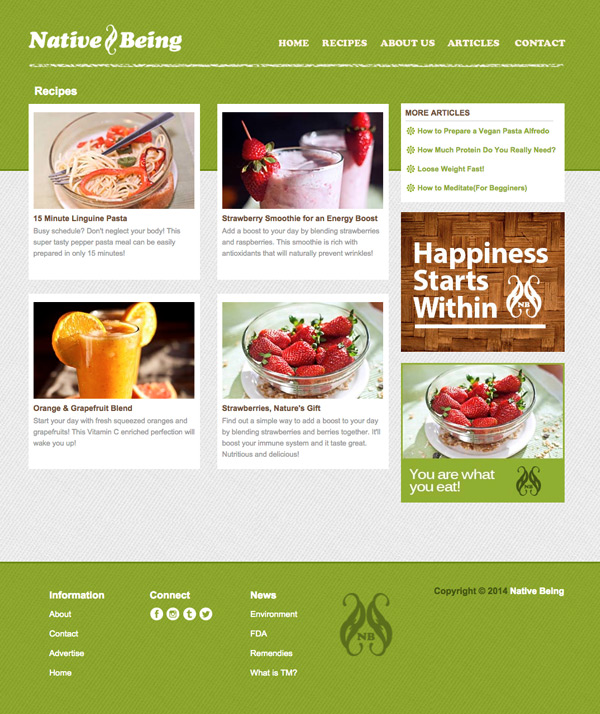 Native Being
HOME RECIPES ABOUT US ARTICLES CONTACT
Recipes
15 Minute Linguine Pasta
Busy schedule? Don't neglect your body! This
super tasty pepper pasta meal can be easily
prepared in only 15 minutes!
Strawberry Smoothie for an Energy Boost
Add a boost to your day by blending strawberries
and raspberries. This smoothie is rich with
antioxidants that will naturally prevent wrinkles!
Orange & Grapefruit Blend
Start your day with fresh squeezed oranges and
grapefruits! This Vitamin C enriched perfection will
wake you up!
Strawberries, Nature's Gift
Find out a simple way to add a boost to your day
by blending strawberries and berries together. It'll
boost your immune system and it taste great.
Nutritious and delicious!
MORE ARTICLES
How to Prepare a Vegan Pasta Alfredo
How Much Protein Do You Really Need?
Loose Weight Fast!
How to Meditate(For Begginers)
Happiness
Starts
Within
NB
You are what
you eat!
NB
Information
About
Contact
Advertise
Home
Connect
News
Environment
FDA
Remendies
What is TM?
NB
Copyright © 2014 Native Being